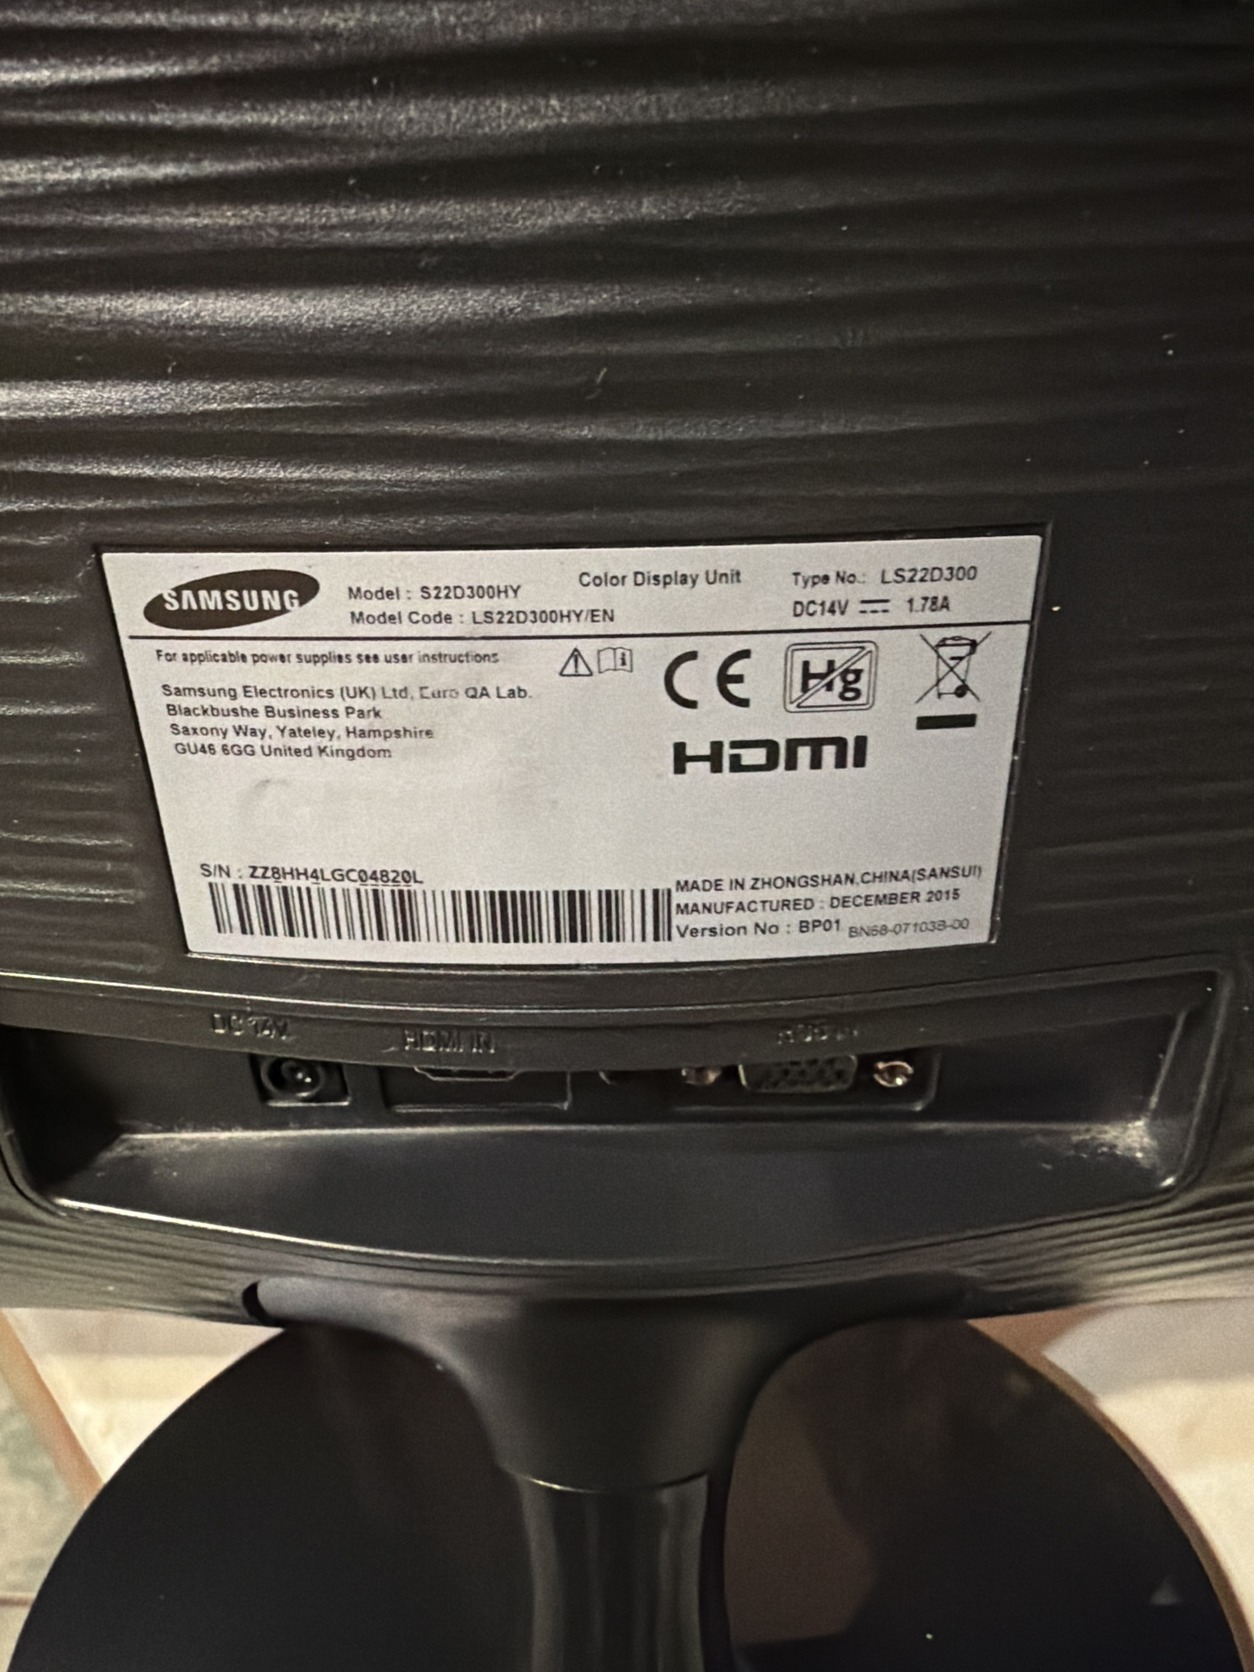 SAMSUNG
Model : S22D300HY
Model Code : LS22D300HY/EN
Color Display Unit
Type No.: LS22D300
DC14V 1.78A
For applicable power supplies see user instructions
Samsung Electronics (UK) Ltd, Euro QA Lab.
Blackbushe Business Park
Saxony Way, Yateley, Hampshire
GU46 6GG United Kingdom
CE
Hg
HDMI
S/N : ZZ8HH4LGC04820L
MADE IN ZHONGSHAN,CHINA(SANSUI)
MANUFACTURED : DECEMBER 2015
Version No : BP01 BN68-07103B-00
DC 14V
HDMI IN